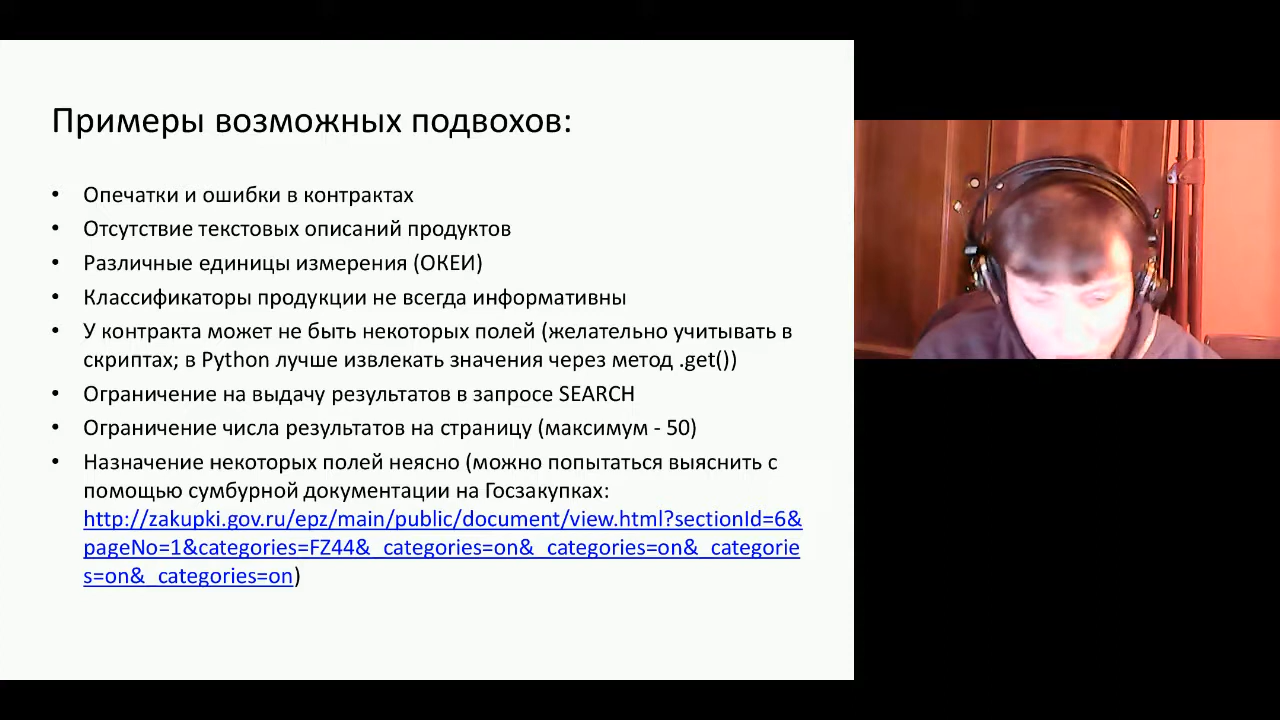 Примеры возможных подвохов:
• Опечатки и ошибки в контрактах
• Отсутствие текстовых описаний продуктов
• Различные единицы измерения (ОКЕИ)
• Классификаторы продукции не всегда информативны
• У контракта может не быть некоторых полей (желательно учитывать в
скриптах; в Python лучше извлекать значения через метод .get())
• Ограничение на выдачу результатов в запросе SEARCH
• Ограничение числа результатов на страницу (максимум - 50)
• Назначение некоторых полей неясно (можно попытаться выяснить с
помощью сумбурной документации на Госзакупках:
http://zakupki.gov.ru/epz/main/public/document/view.html?sectionId=6&
pageNo=1&categories=FZ44&_categories=on&_categories=on&_categorie
s=on&_categories=on)